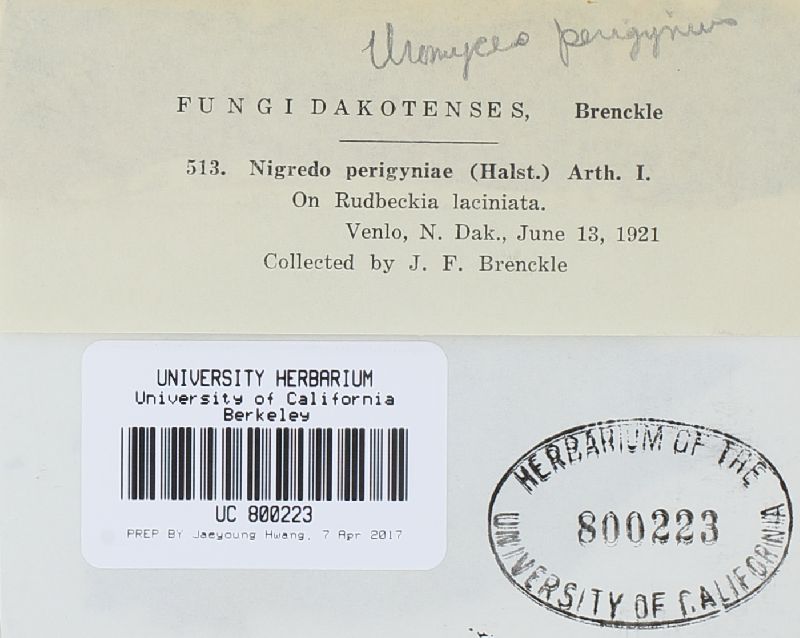 Uromyces perigynius
FUNGI DAKOTENSES, Brenckle
513. Nigredo perigyniae (Halst.) Arth. I.
On Rudbeckia laciniata.
Venlo, N. Dak., June 13, 1921
Collected by J. F. Brenckle
UNIVERSITY HERBARIUM
University of California
Berkeley
UC 800223
PREP BY Jaeyoung Hwang, 7 Apr 2017
HERBARIUM OF THE
800223
UNIVERSITY OF CALIFORNIA